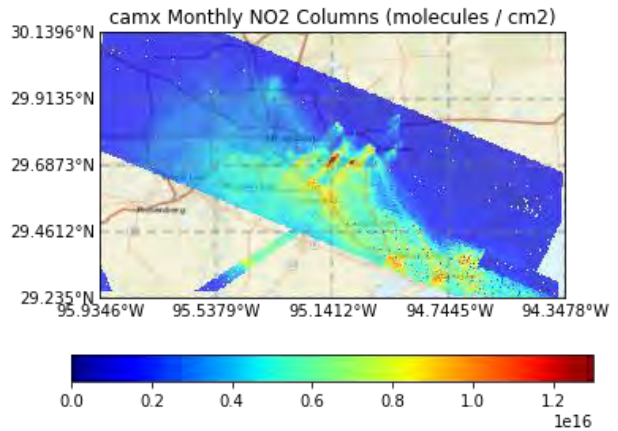 camx Monthly NO2 Columns (molecules / cm2)
30.1396°N
29.9135°N
29.6873°N
29.4612°N
29.235°N
95.9346°W 95.5379°W 95.1412°W 94.7445°W 94.3478°W
Rosenberg
0.0 0.2 0.4 0.6 0.8 1.0 1.2
1e16